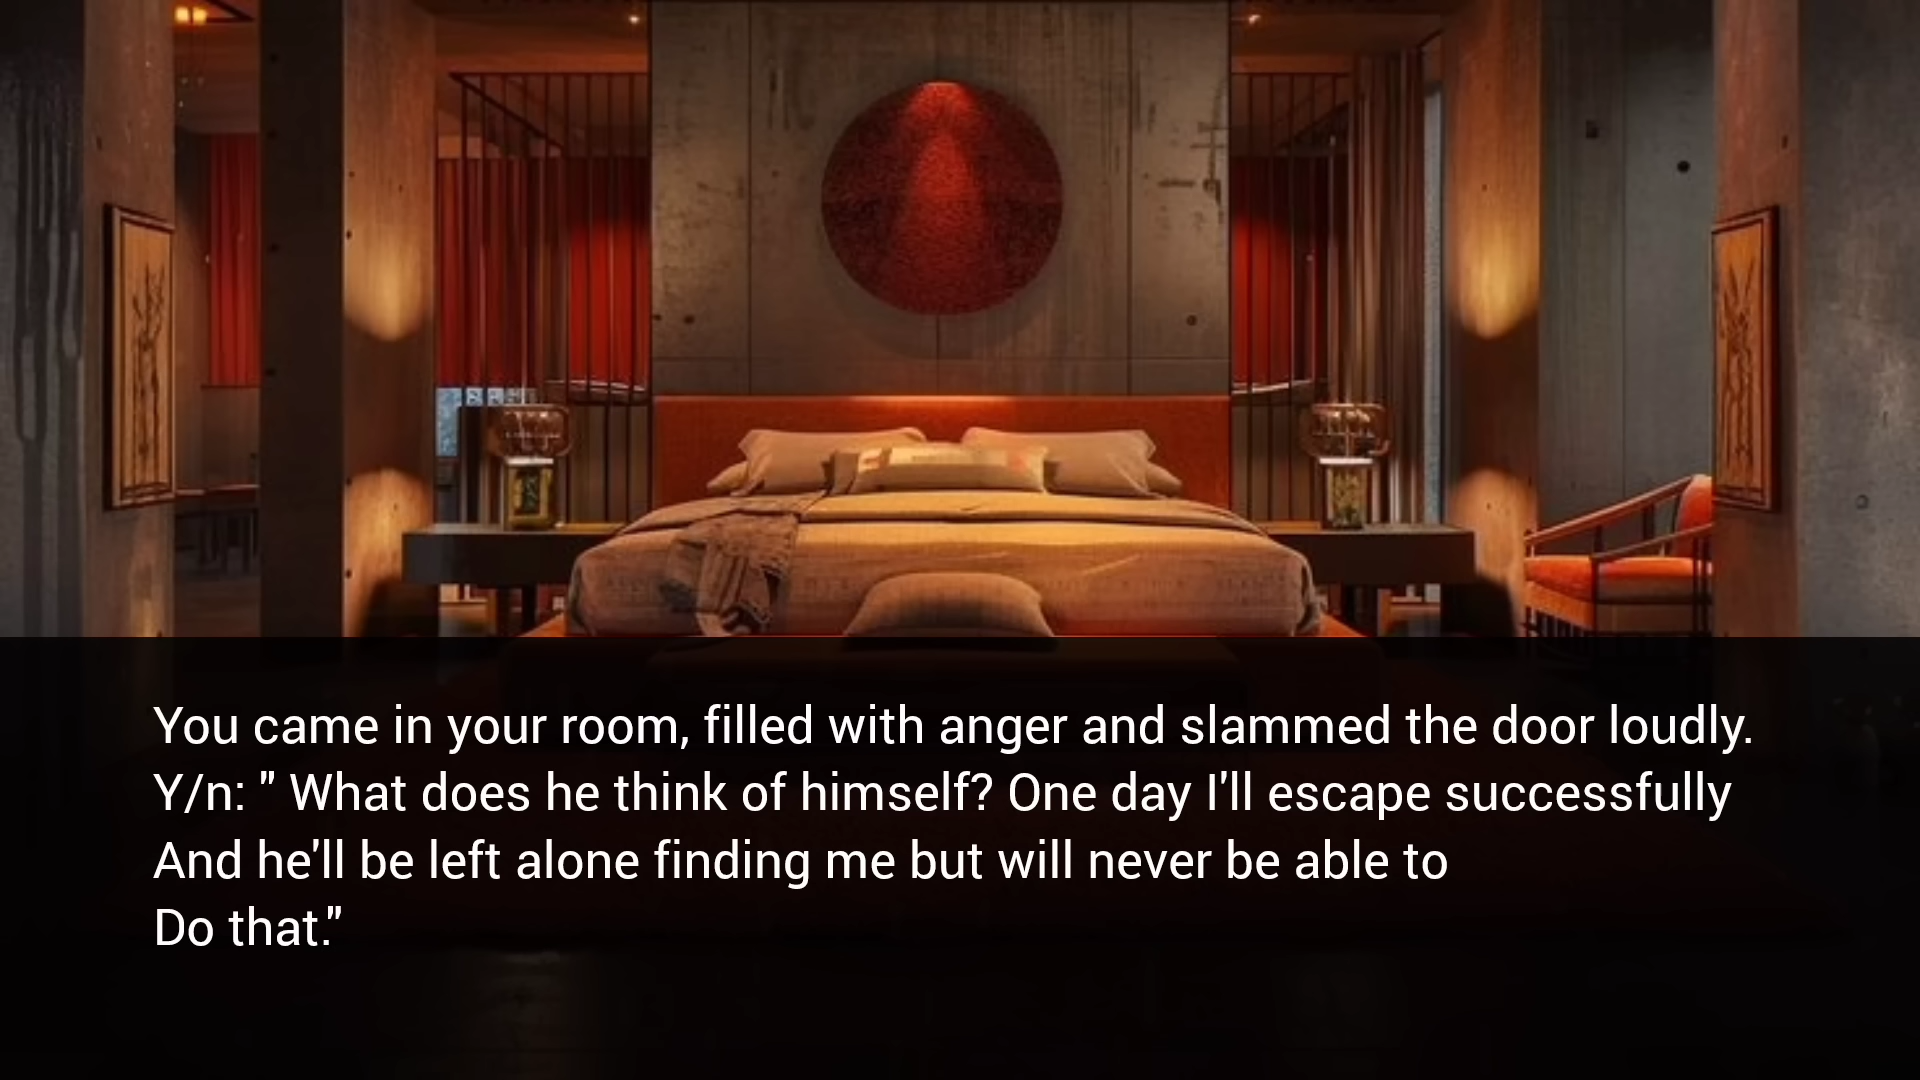 You came in your room, filled with anger and slammed the door loudly.
Y/n: " What does he think of himself? One day I'll escape successfully
And he'll be left alone finding me but will never be able to
Do that."